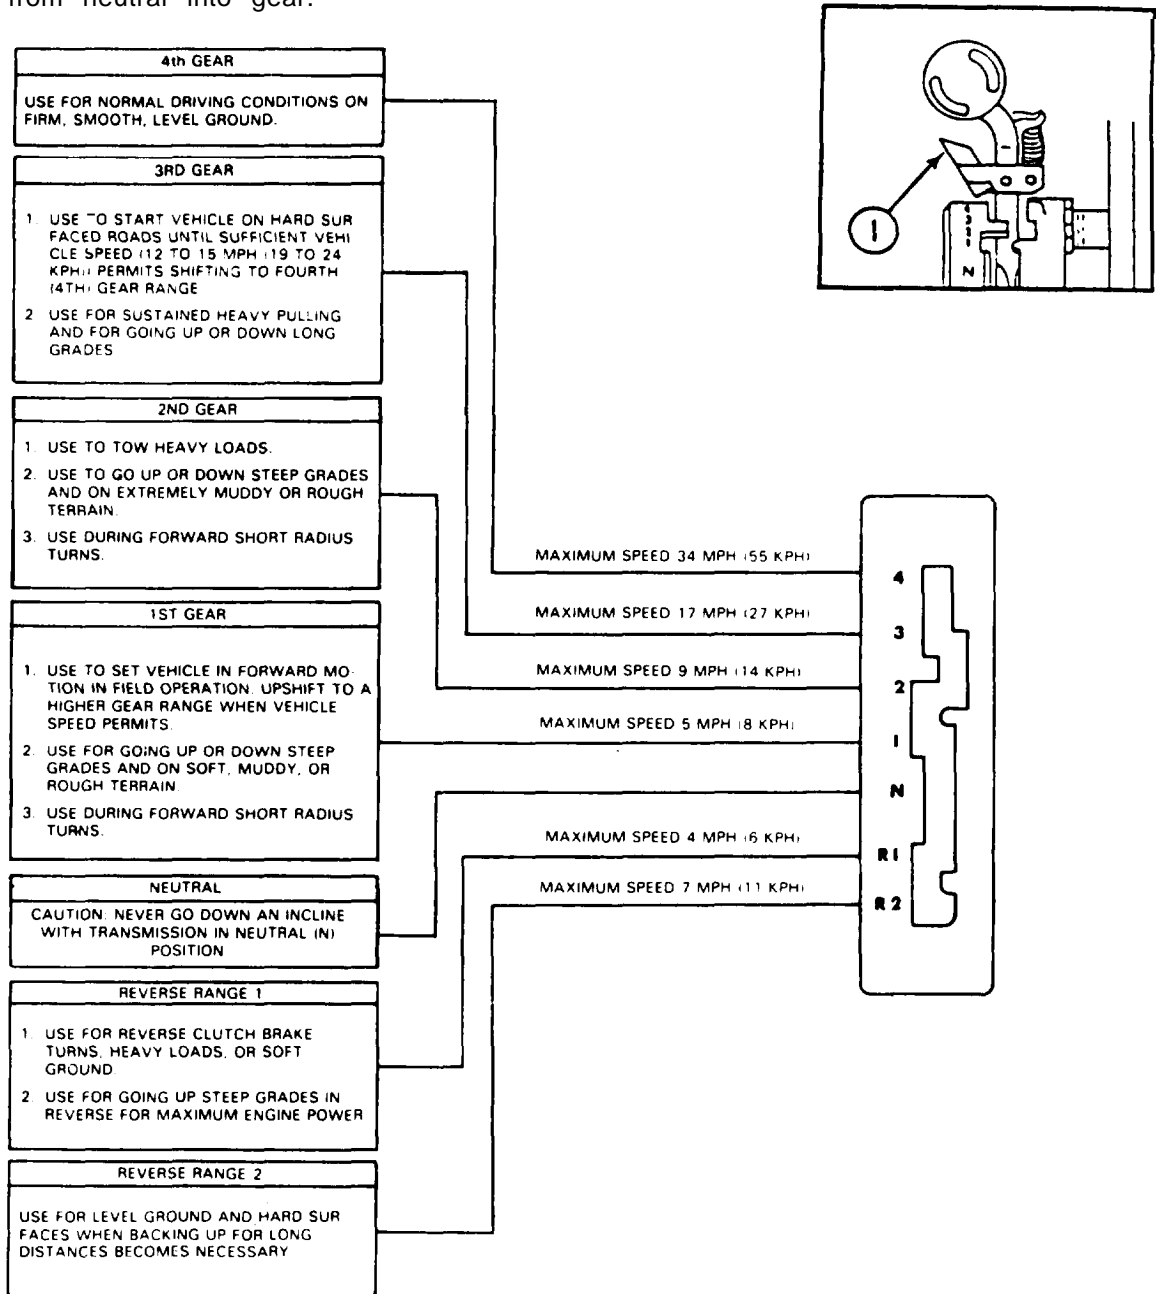 from neutral into gear.
4th GEAR
USE FOR NORMAL DRIVING CONDITIONS ON
FIRM, SMOOTH, LEVEL GROUND.
3RD GEAR
1. USE TO START VEHICLE ON HARD SUR
FACED ROADS UNTIL SUFFICIENT VEHI
CLE SPEED (12 TO 15 MPH (19 TO 24
KPH)) PERMITS SHIFTING TO FOURTH
(4TH) GEAR RANGE
2 USE FOR SUSTAINED HEAVY PULLING
AND FOR GOING UP OR DOWN LONG
GRADES
2ND GEAR
1. USE TO TOW HEAVY LOADS.
2. USE TO GO UP OR DOWN STEEP GRADES
AND ON EXTREMELY MUDDY OR ROUGH
TERRAIN.
3. USE DURING FORWARD SHORT RADIUS
TURNS.
1ST GEAR
1. USE TO SET VEHICLE IN FORWARD MO-
TION IN FIELD OPERATION. UPSHIFT TO A
HIGHER GEAR RANGE WHEN VEHICLE
SPEED PERMITS.
2. USE FOR GOING UP OR DOWN STEEP
GRADES AND ON SOFT, MUDDY, OR
ROUGH TERRAIN.
3. USE DURING FORWARD SHORT RADIUS
TURNS.
NEUTRAL
CAUTION: NEVER GO DOWN AN INCLINE
WITH TRANSMISSION IN NEUTRAL (N)
POSITION
REVERSE RANGE 1
1. USE FOR REVERSE CLUTCH BRAKE
TURNS, HEAVY LOADS, OR SOFT
GROUND.
2. USE FOR GOING UP STEEP GRADES IN
REVERSE FOR MAXIMUM ENGINE POWER
REVERSE RANGE 2
USE FOR LEVEL GROUND AND HARD SUR
FACES WHEN BACKING UP FOR LONG
DISTANCES BECOMES NECESSARY
MAXIMUM SPEED 34 MPH (55 KPH)
MAXIMUM SPEED 17 MPH (27 KPH)
MAXIMUM SPEED 9 MPH (14 KPH)
MAXIMUM SPEED 5 MPH (8 KPH)
MAXIMUM SPEED 4 MPH (6 KPH)
MAXIMUM SPEED 7 MPH (11 KPH)
4
3
2
1
N
R1
R2
1
N